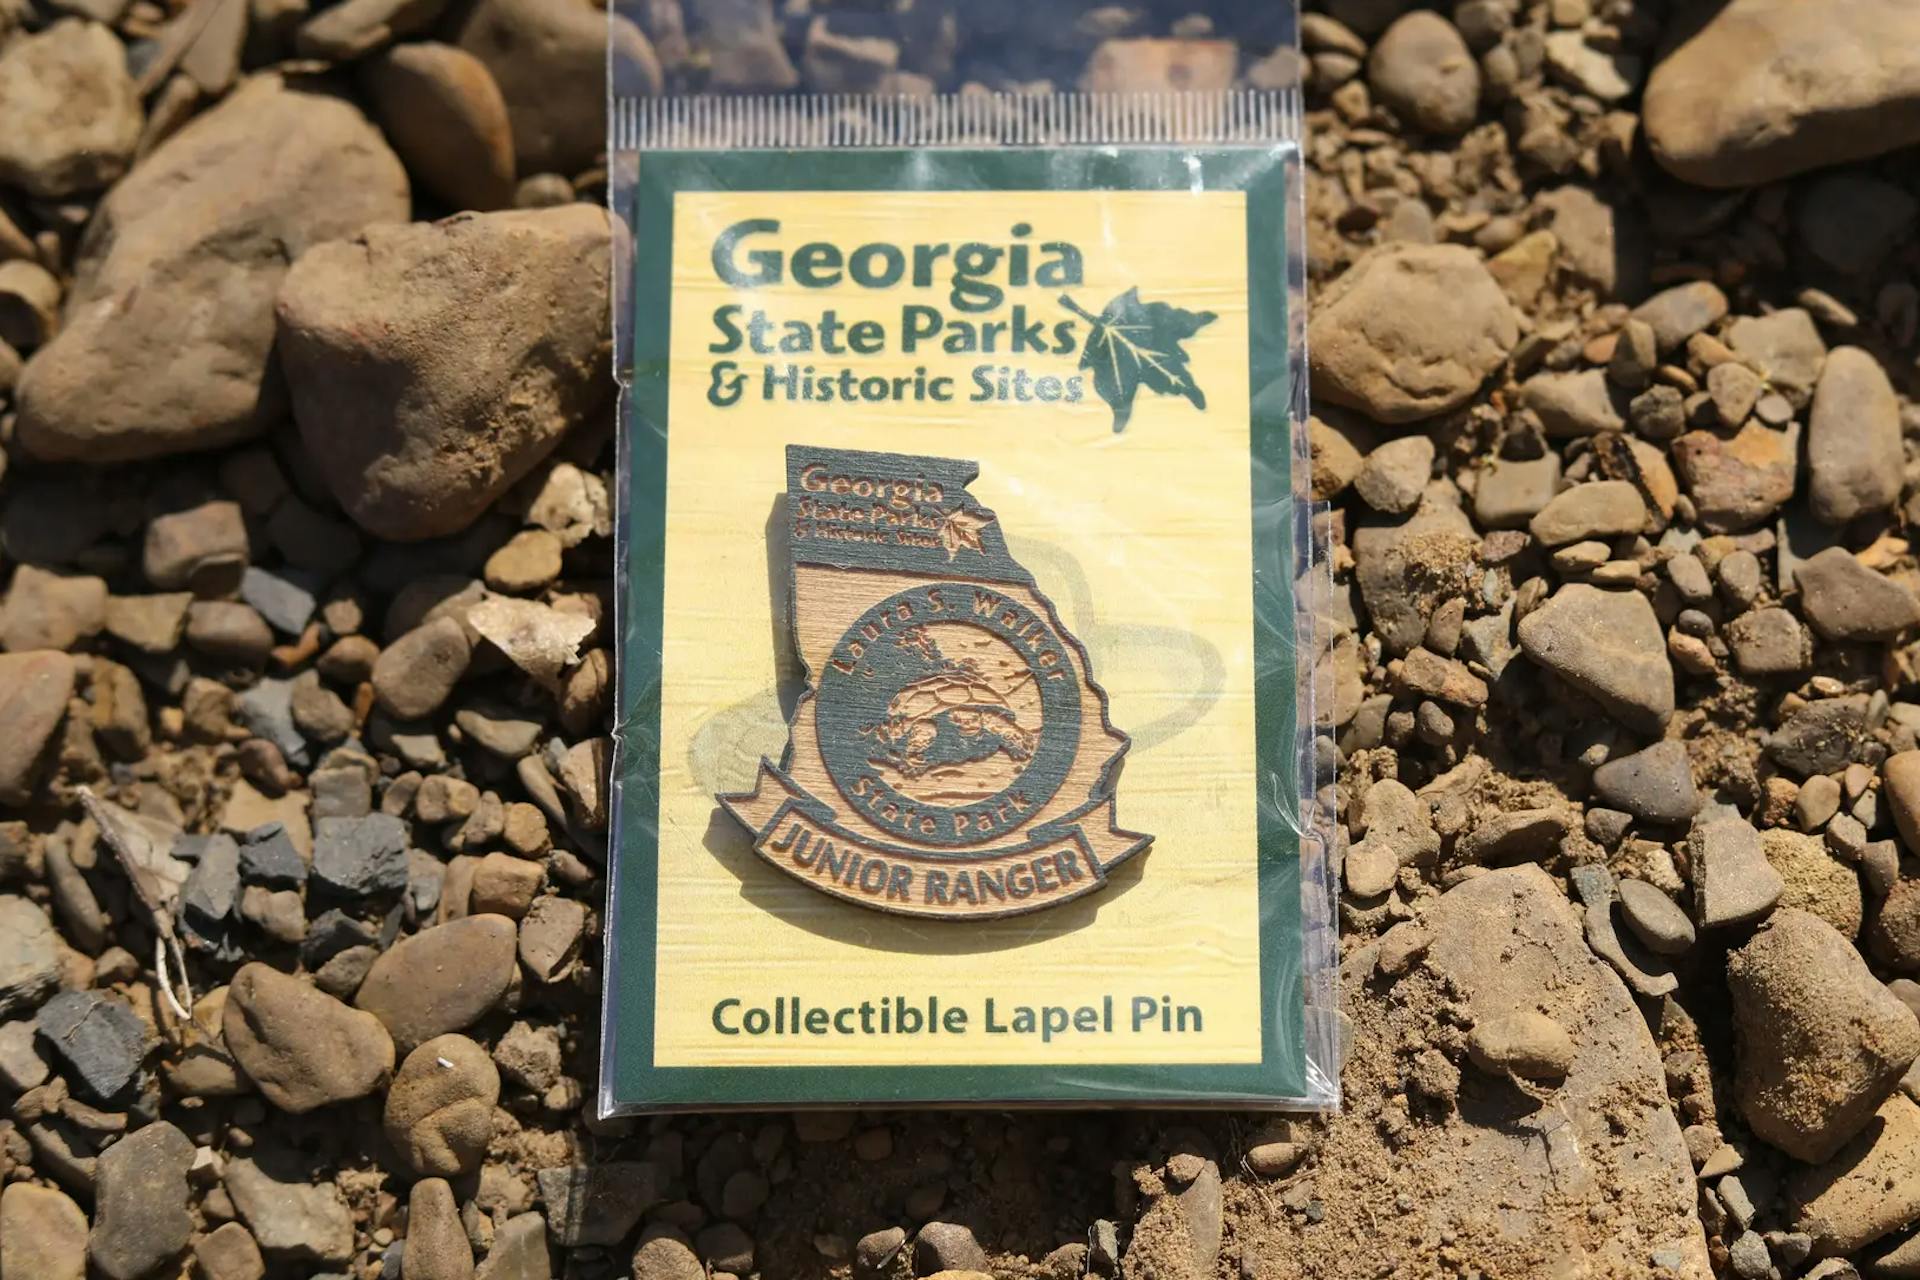 Georgia
State Parks
& Historic Sites
Georgia
State Parks
& Historic Sites
Laura S. Walker
State Park
JUNIOR RANGER
Collectible Lapel Pin